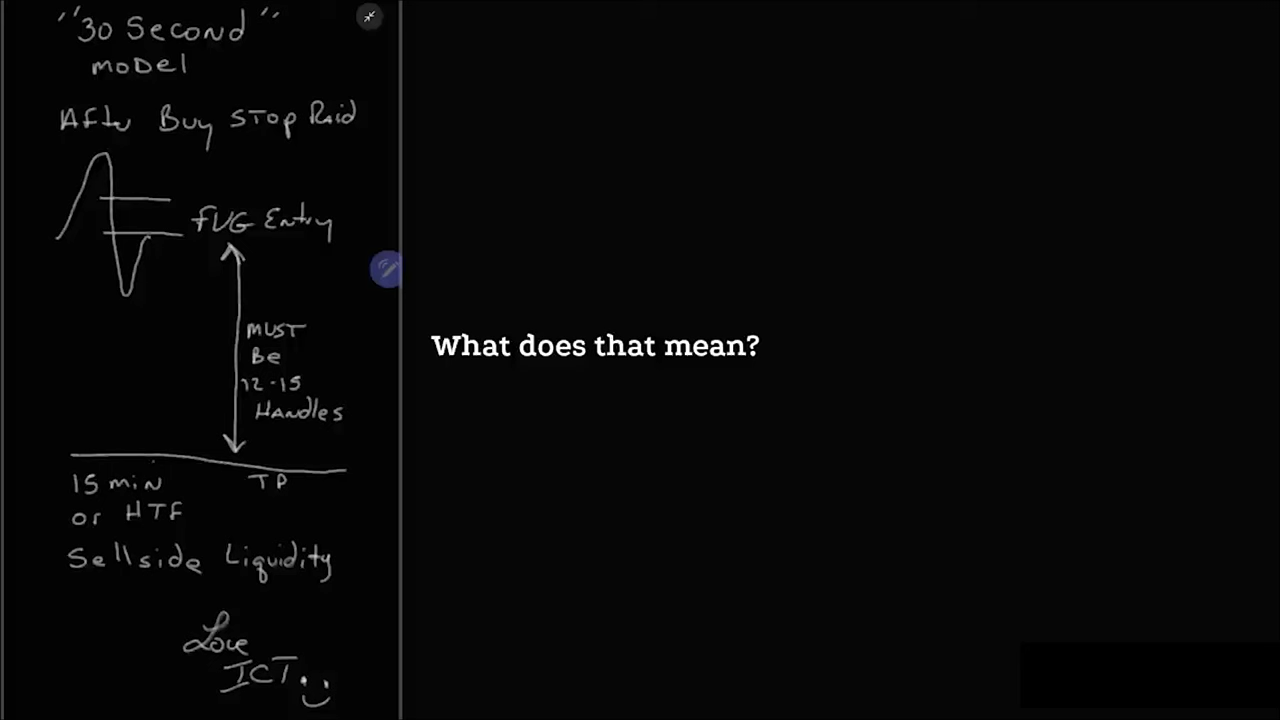 "30 Second"
model
After Buy Stop Raid
FVG Entry
MUST
Be
12-15
HANDLES
15 min
or HTF
TP
Sellside Liquidity
Love
ICT
What does that mean?